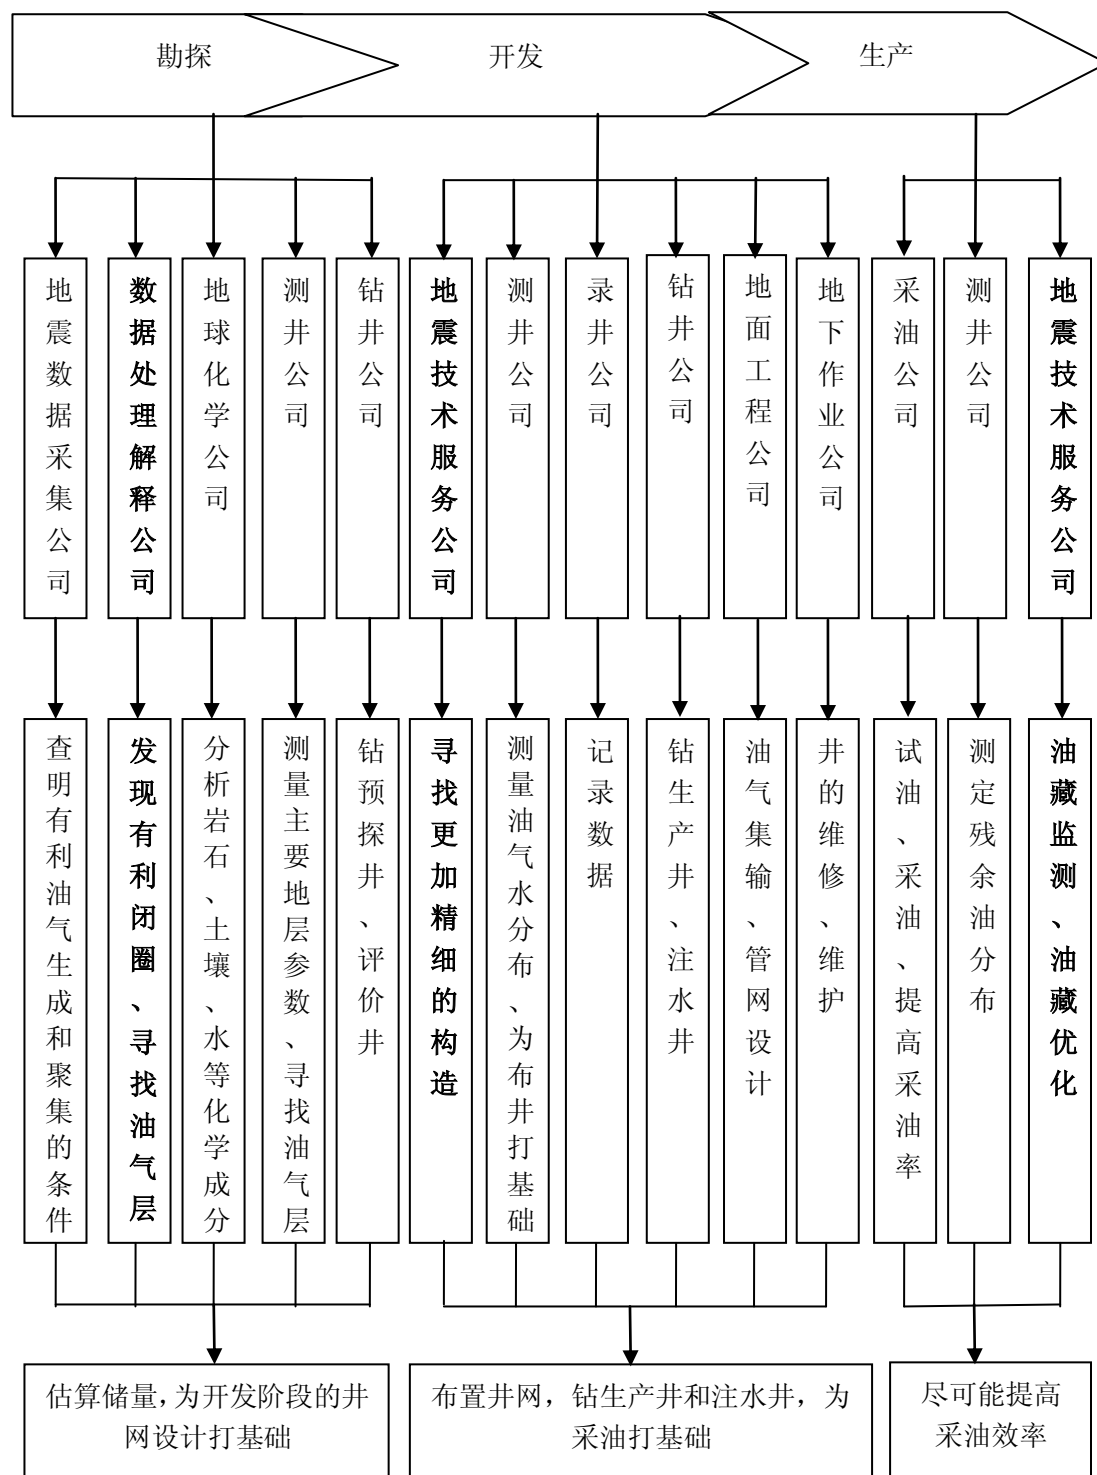 勘探
开发
生产
地震数据采集公司
数据处理解释公司
地球化学公司
测井公司
钻井公司
地震技术服务公司
测井公司
录井公司
钻井公司
地面工程公司
地下作业公司
采油公司
测井公司
地震技术服务公司
查明有利油气生成和聚集的条件
发现有利闭圈、寻找油气层
分析岩石、土壤、水等化学成分
测量主要地层参数、寻找油气层
钻预探井、评价井
寻找更加精细的构造
测量油气水分布、为布井打基础
记录数据
钻生产井、注水井
油气集输、管网设计
井的维修、维护
试油、采油、提高采油率
测定残余油分布
油藏监测、油藏优化
估算储量，为开发阶段的井
网设计打基础
布置井网，钻生产井和注水井，为
采油打基础
尽可能提高
采油效率